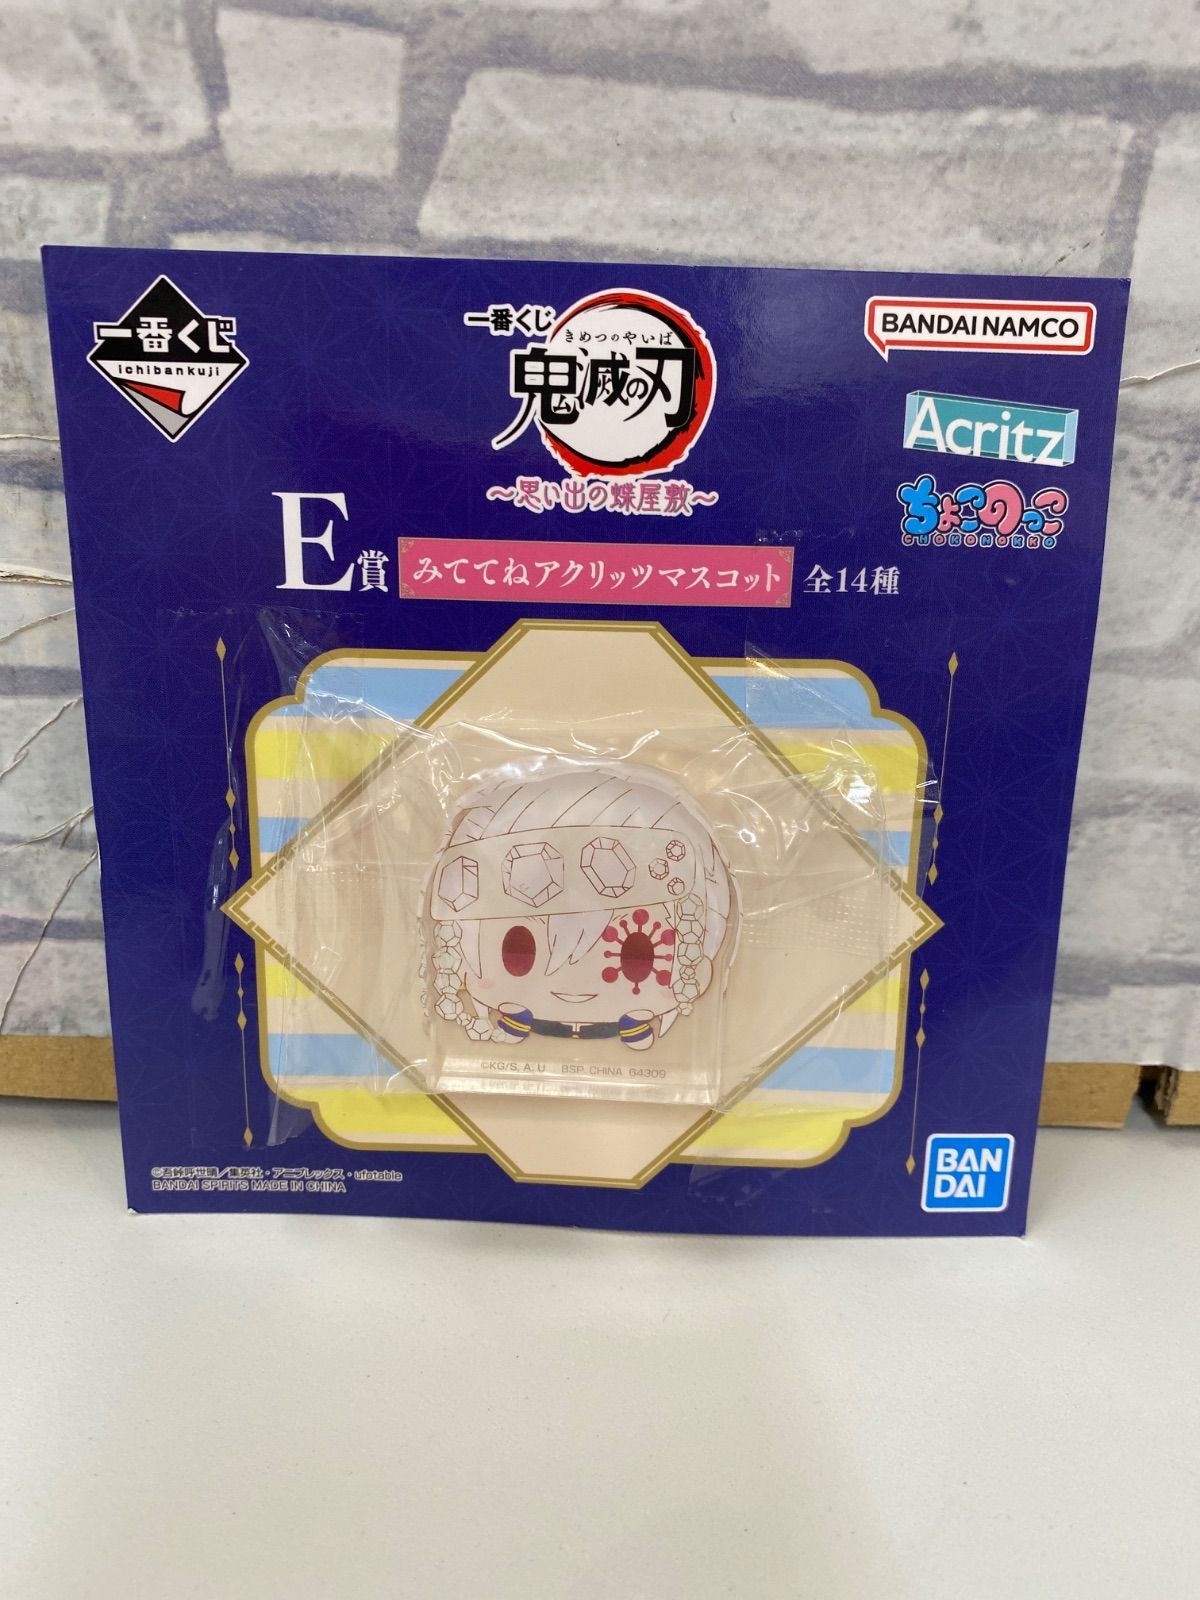 一番くじ
ichibankuji
一番くじ
きめつのやいば
鬼滅の刃
～思い出の蝶屋敷～
BANDAI NAMCO
Acritz
ちょこのっこ
CHOKONOKKO
E賞 みててねアクリッツマスコット 全14種
©KG/S, A, U BSP CHINA 64309
©吾峠呼世晴／集英社・アニプレックス・ufotable
BANDAI SPIRITS MADE IN CHINA
BAN
DAI